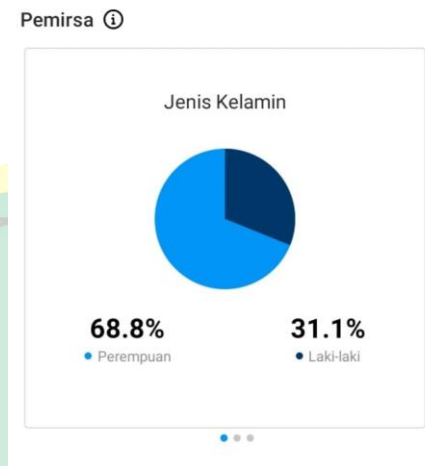 Pemirsa
Jenis Kelamin
68.8%
Perempuan
31.1%
Laki-laki